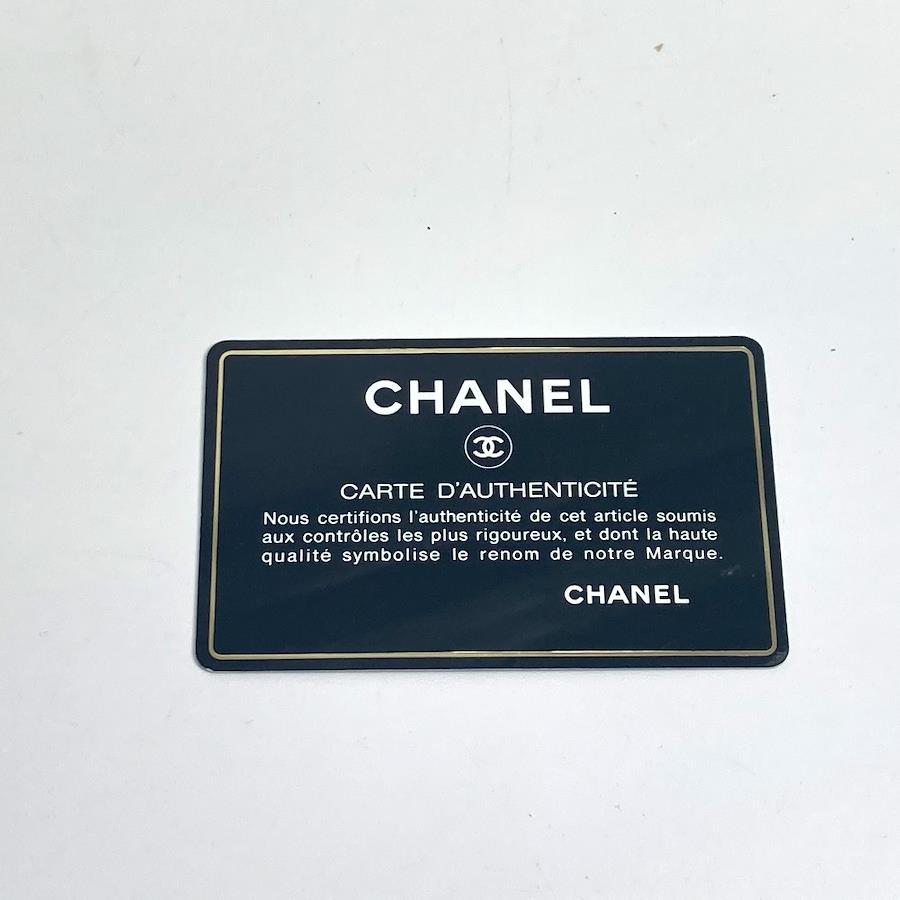 CHANEL
CARTE D'AUTHENTICITÉ
Nous certifions l'authenticité de cet article soumis
aux contrôles les plus rigoureux, et dont la haute
qualité symbolise le renom de notre Marque.
CHANEL